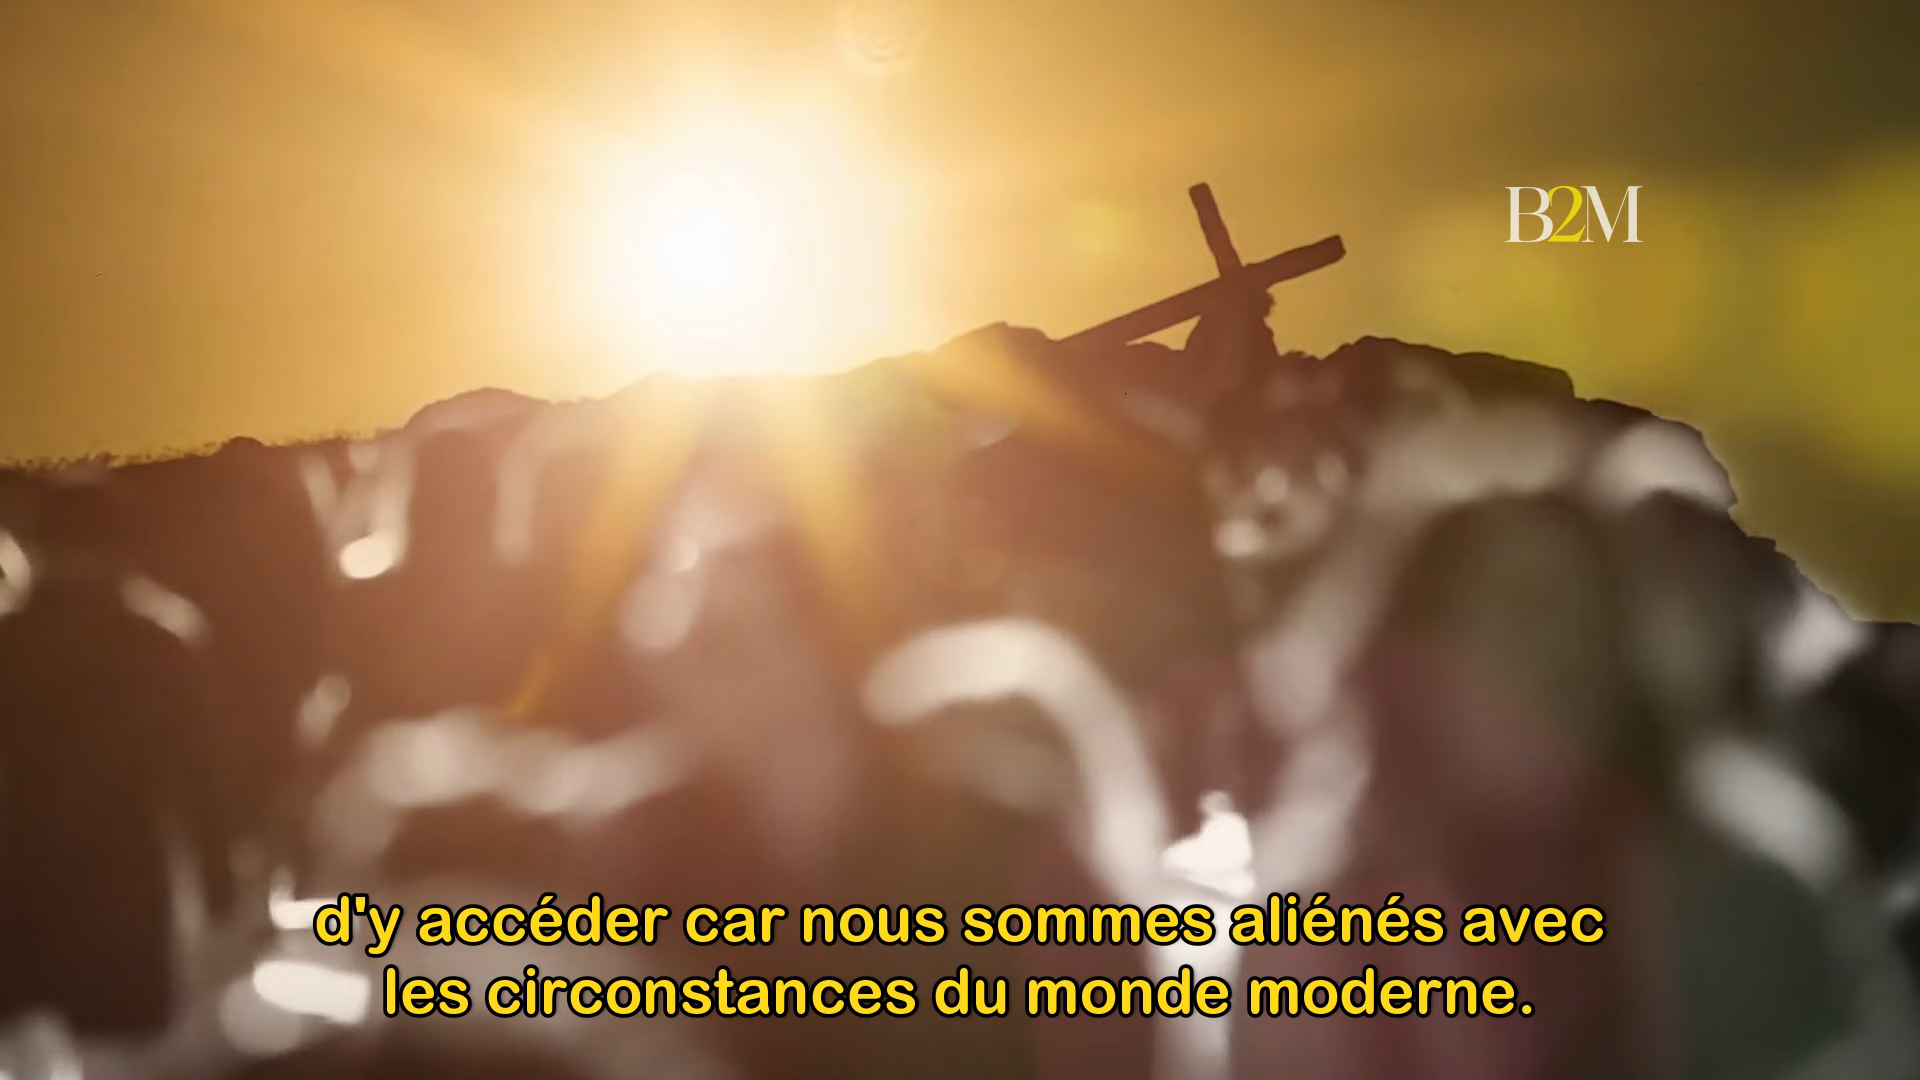 B2M
d'y accéder car nous sommes aliénés avec
les circonstances du monde moderne.